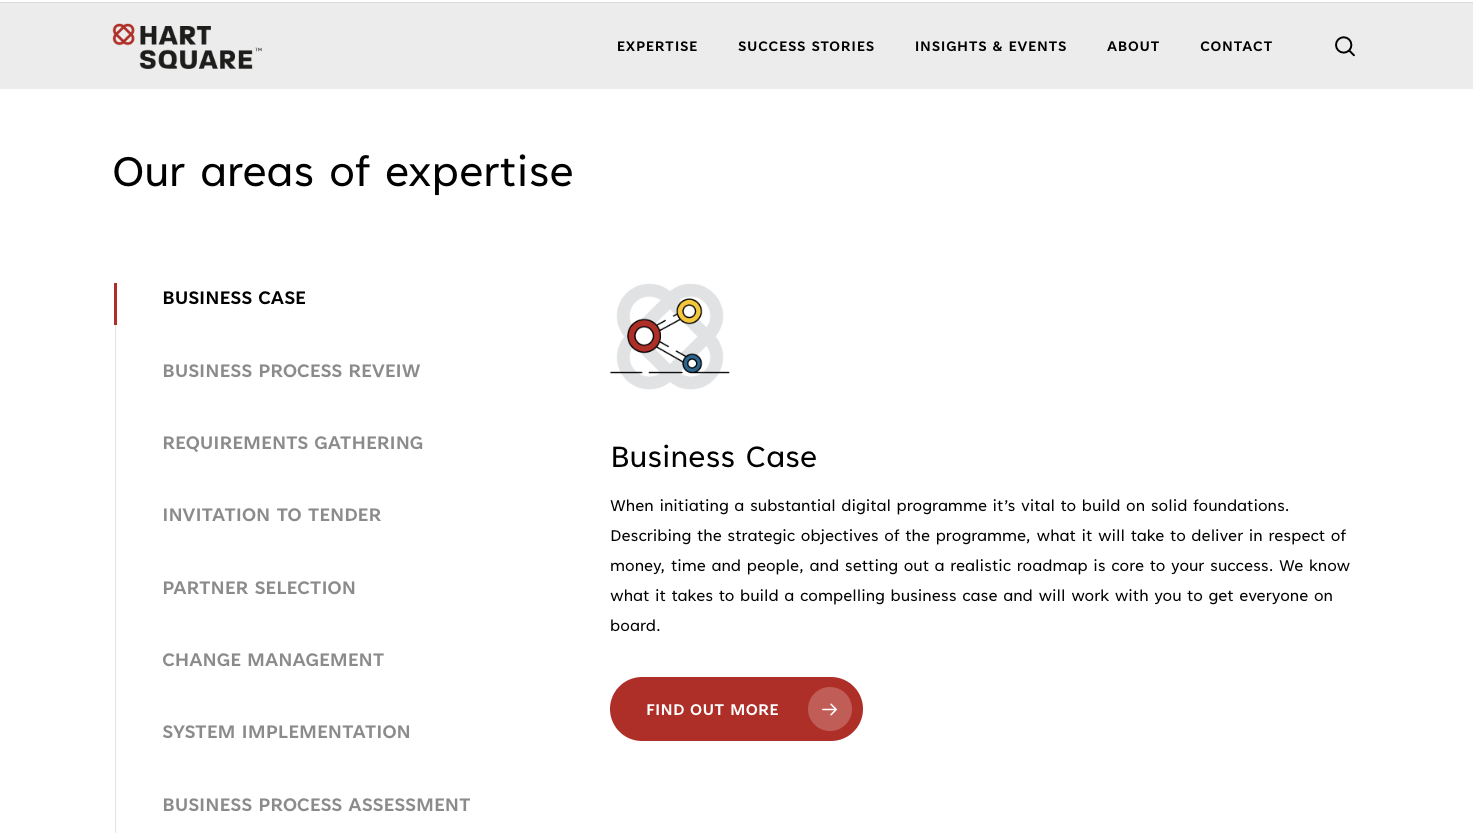 HART
SQUARE™
EXPERTISE
SUCCESS STORIES
INSIGHTS & EVENTS
ABOUT
CONTACT
Our areas of expertise
BUSINESS CASE
BUSINESS PROCESS REVEIW
REQUIREMENTS GATHERING
INVITATION TO TENDER
PARTNER SELECTION
CHANGE MANAGEMENT
SYSTEM IMPLEMENTATION
BUSINESS PROCESS ASSESSMENT
Business Case
When initiating a substantial digital programme it’s vital to build on solid foundations.
Describing the strategic objectives of the programme, what it will take to deliver in respect of
money, time and people, and setting out a realistic roadmap is core to your success. We know
what it takes to build a compelling business case and will work with you to get everyone on
board.
FIND OUT MORE